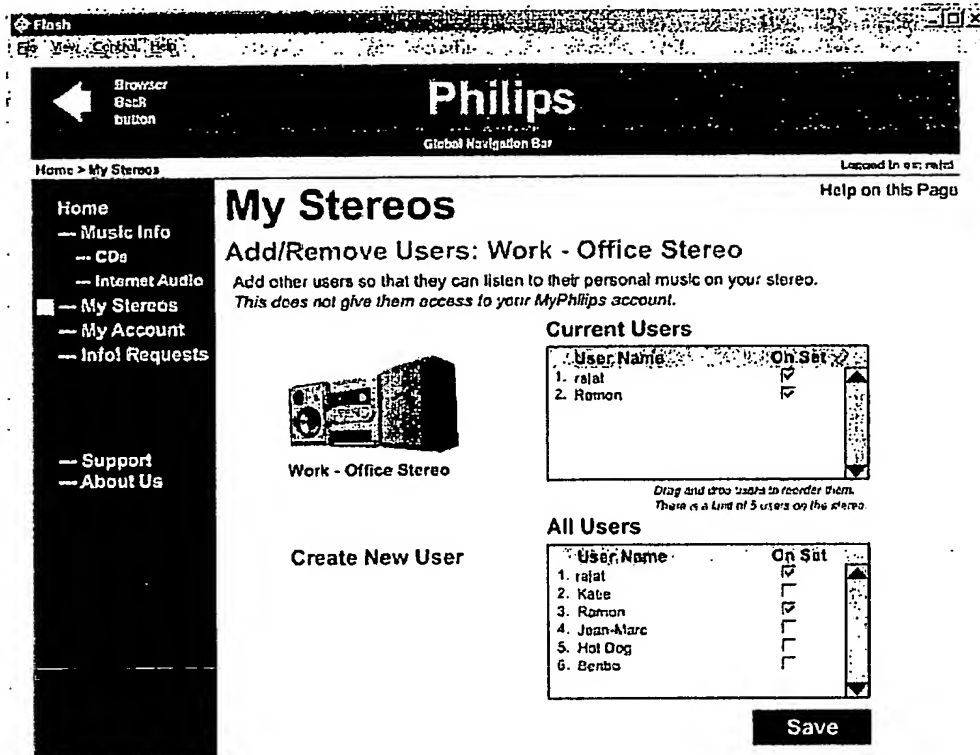 Flash
File View Control Help
Browser
Back
button
Philips
Global Navigation Bar
Home > My Stereos
Logged in as: rajat
Help on this Page
Home
— Music Info
— CDs
— Internet Audio
— My Stereos
— My Account
— Info! Requests
— Support
— About Us
My Stereos
Add/Remove Users: Work - Office Stereo
Add other users so that they can listen to their personal music on your stereo.
This does not give them access to your MyPhilips account.
Work - Office Stereo
Create New User
Current Users
User Name On Set
1. rajat
2. Ramon
Drag and drop users to reorder them.
There is a limit of 5 users on the stereo.
All Users
User Name On Set
1. rajat
2. Katie
3. Ramon
4. Jean-Marc
5. Hot Dog
6. Benbo
Save